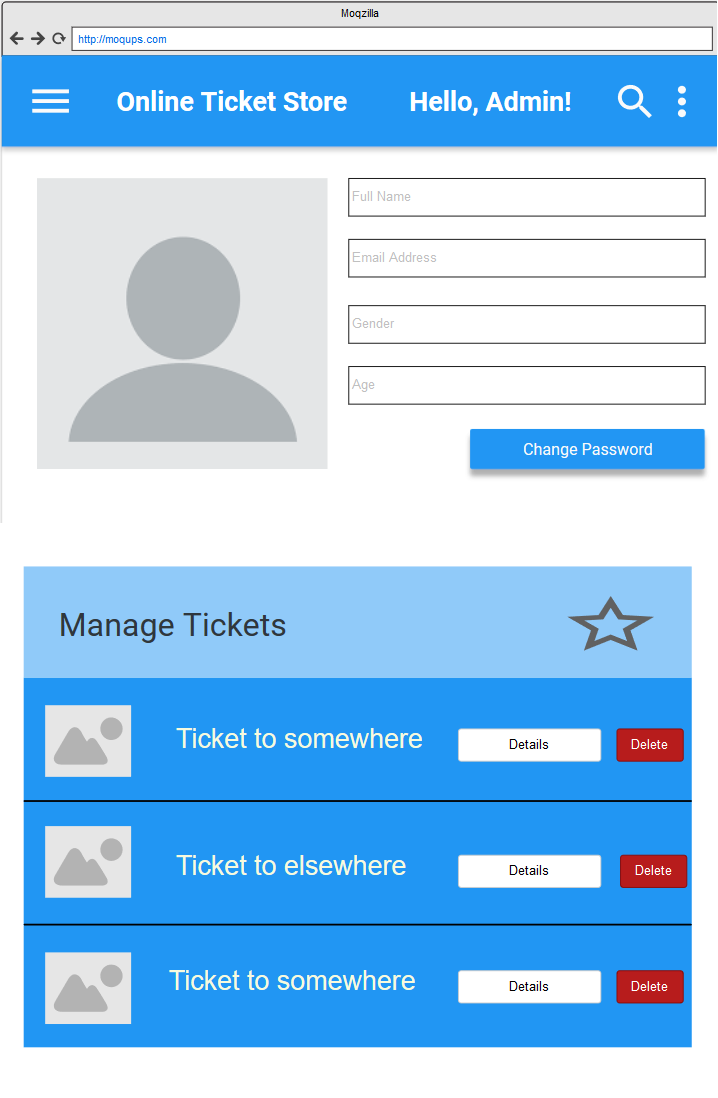 Moqzilla
http://moqups.com
Online Ticket Store Hello, Admin!
Full Name
Email Address
Gender
Age
Change Password
Manage Tickets
Ticket to somewhere Details Delete
Ticket to elsewhere Details Delete
Ticket to somewhere Details Delete